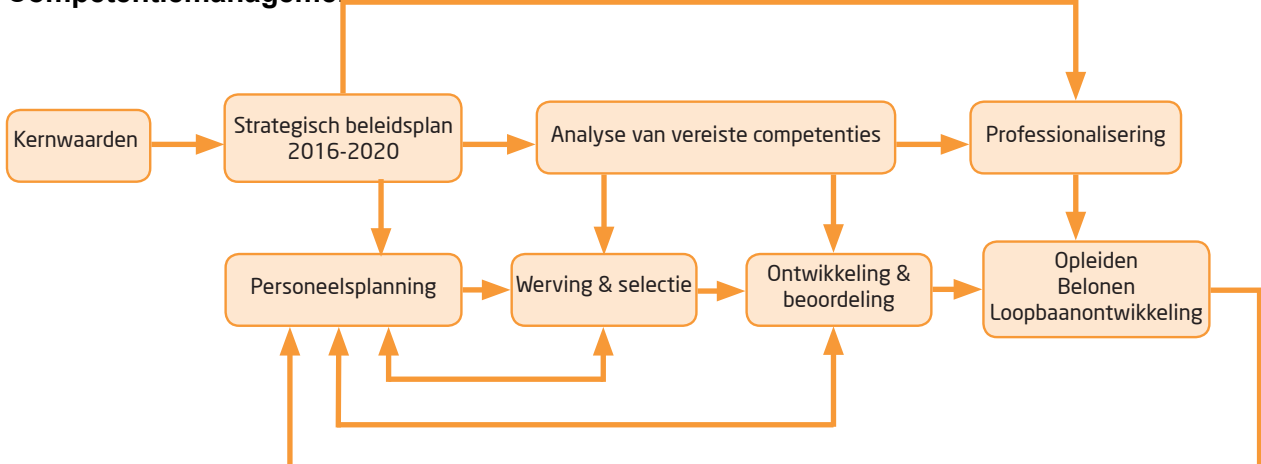 Kernwaarden
Strategisch beleidsplan
2016-2020
Analyse van vereiste competenties
Professionalisering
Personeelsplanning
Werving & selectie
Ontwikkeling &
beoordeling
Opleiden
Belonen
Loopbaanontwikkeling